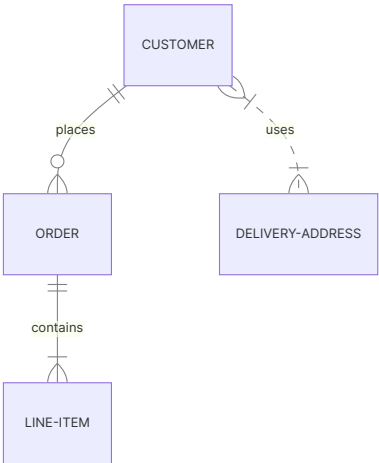 CUSTOMER
places
uses
ORDER
DELIVERY-ADDRESS
contains
LINE-ITEM